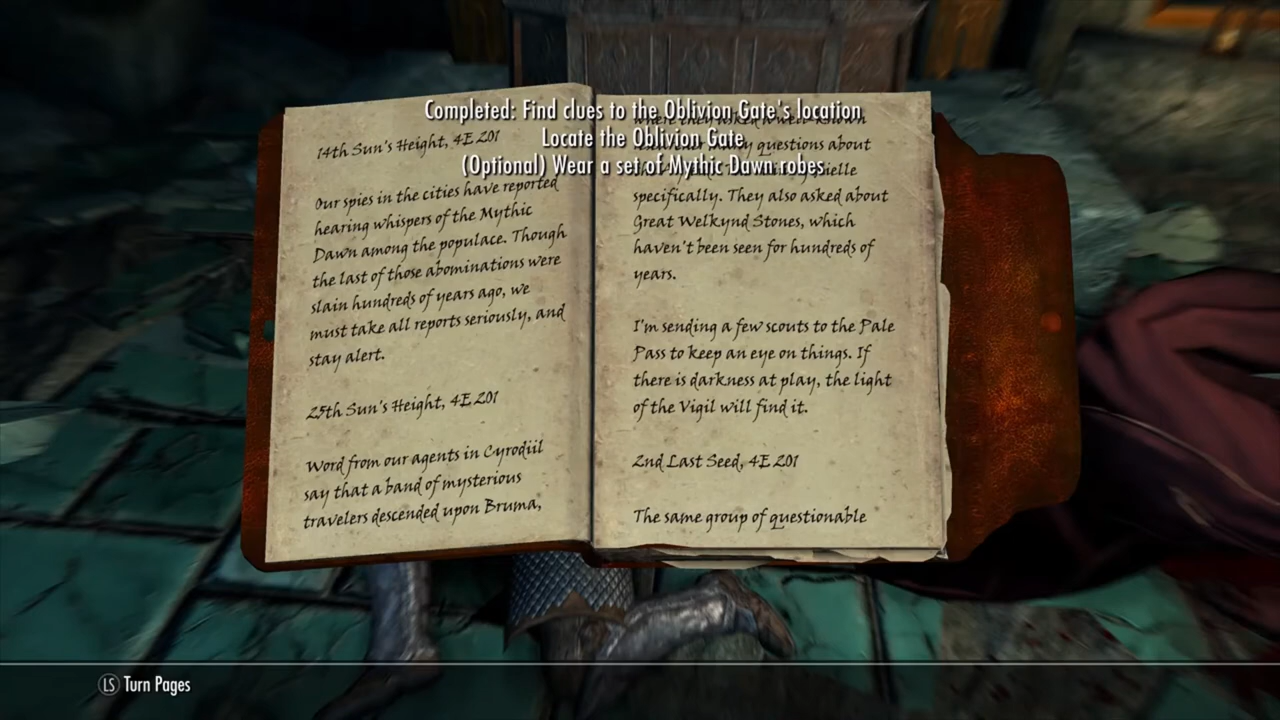 Completed: Find clues to the Oblivion Gate's location
Locate the Oblivion Gate
(Optional) Wear a set of Mythic Dawn robes
14th Sun's Height, 4E 201
Our spies in the cities have reported
hearing whispers of the Mythic
Dawn among the populace. Though
the last of those abominations were
slain hundreds of years ago, we
must take all reports seriously, and
stay alert.
25th Sun's Height, 4E 201
Word from our agents in Cyrodiil
say that a band of mysterious
travelers descended upon Bruma,
where they asked a well-known
questions about
specifically. They also asked about
Great Welkynd Stones, which
haven't been seen for hundreds of
years.
I'm sending a few scouts to the Pale
Pass to keep an eye on things. If
there is darkness at play, the light
of the Vigil will find it.
2nd Last Seed, 4E 201
The same group of questionable
LS Turn Pages